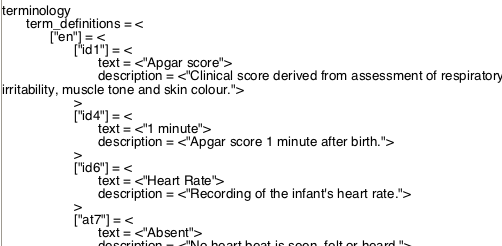 terminology
term_definitions = <
["en"] = <
["id1"] = <
text = <"Apgar score">
description = <"Clinical score derived from assessment of respiratory
irritability, muscle tone and skin colour.">
>
["id4"] = <
text = <"1 minute">
description = <"Apgar score 1 minute after birth.">
>
["id6"] = <
text = <"Heart Rate">
description = <"Recording of the infant's heart rate.">
>
["at7"] = <
text = <"Absent">
description = <"No heart beat is seen, felt or heard.">